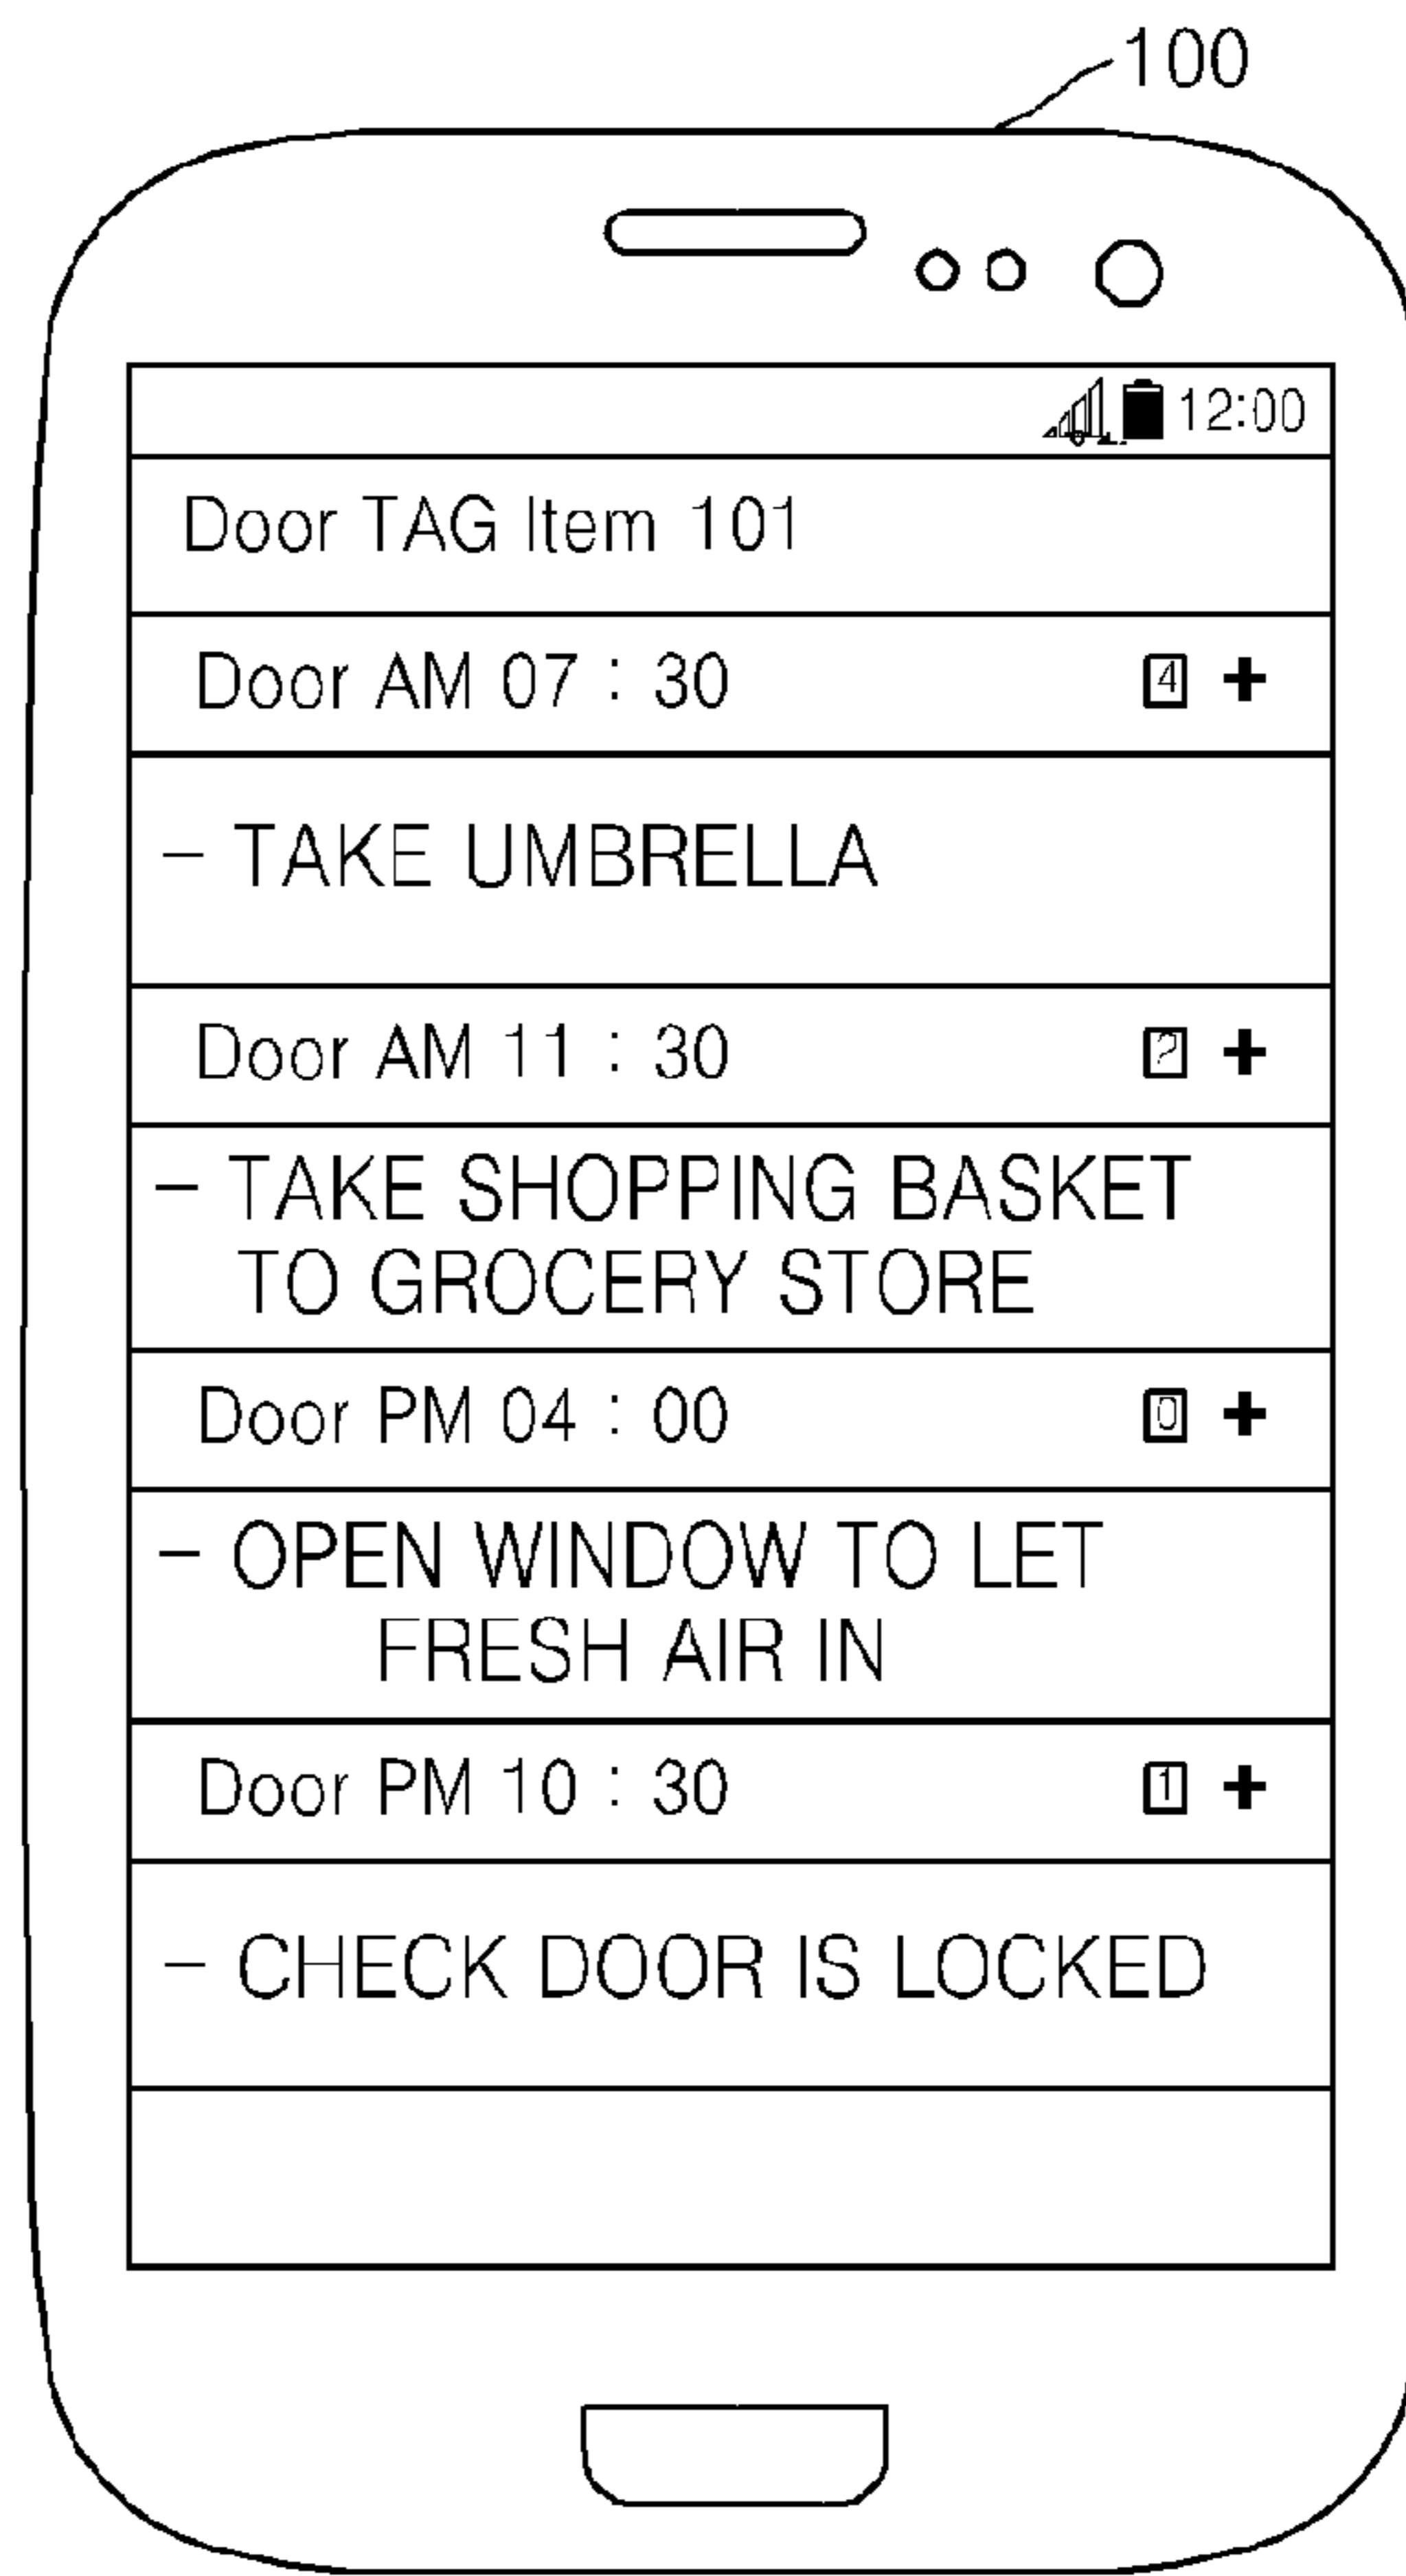 100
12:00
Door TAG Item 101
Door AM 07 : 30 4 +
- TAKE UMBRELLA
Door AM 11 : 30 2 +
- TAKE SHOPPING BASKET
TO GROCERY STORE
Door PM 04 : 00 0 +
- OPEN WINDOW TO LET
FRESH AIR IN
Door PM 10 : 30 1 +
- CHECK DOOR IS LOCKED